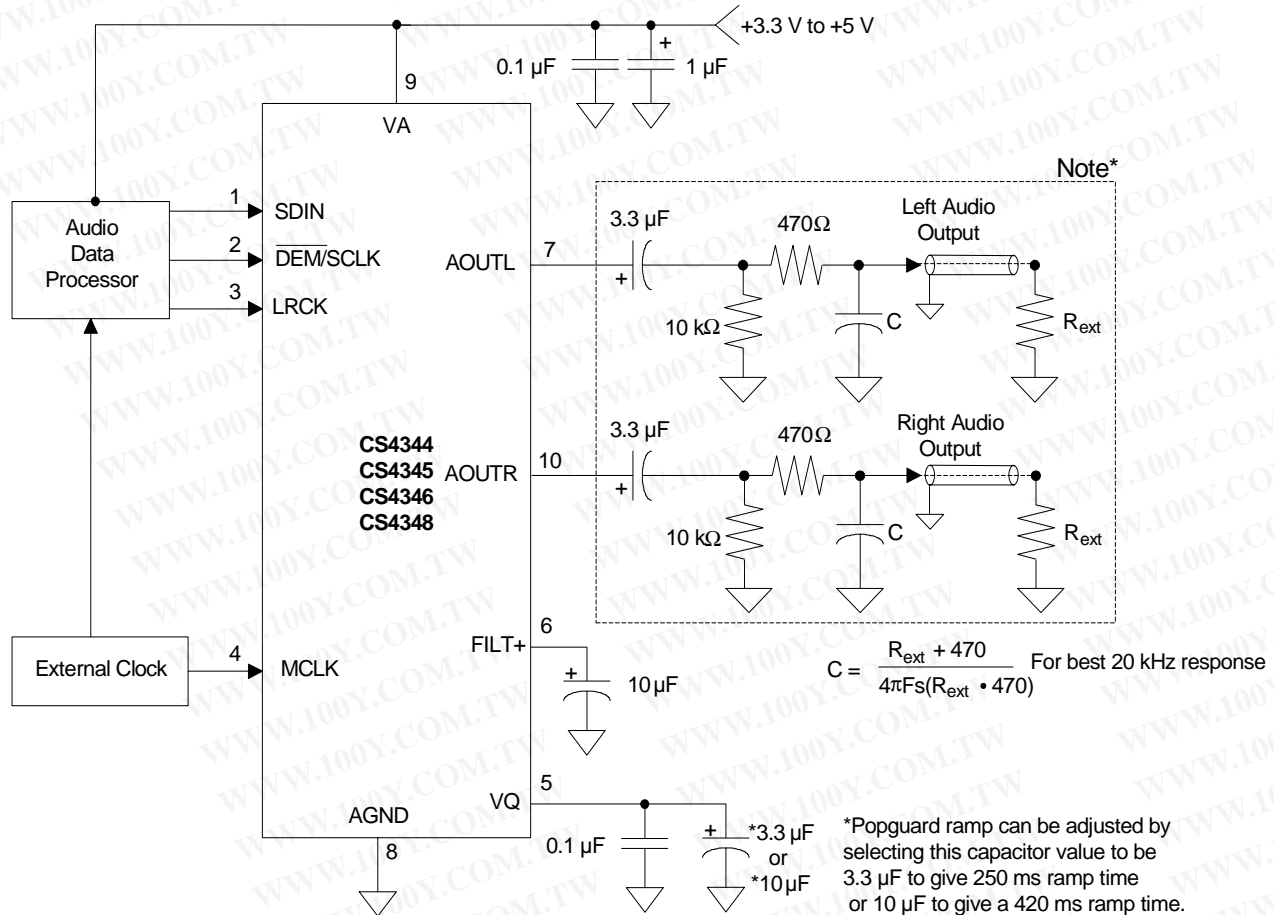 +3.3 V to +5 V
0.1 µF
+
1 µF
9
VA
Note*
Audio
Data
Processor
1
SDIN
2
DEM/SCLK
3
LRCK
AOUTL
7
3.3 µF
+
470Ω
10 kΩ
C
Left Audio
Output
Rext
CS4344
CS4345
CS4346
CS4348
AOUTR
10
3.3 µF
+
470Ω
10 kΩ
C
Right Audio
Output
Rext
External Clock
4
MCLK
FILT+
6
+
10 µF
C = Rext + 470 / 4πFs(Rext • 470) For best 20 kHz response
VQ
5
0.1 µF
+
*3.3 µF
or
*10 µF
AGND
8
*Popguard ramp can be adjusted by
selecting this capacitor value to be
3.3 µF to give 250 ms ramp time
or 10 µF to give a 420 ms ramp time.
WWW.100Y.COM.TW